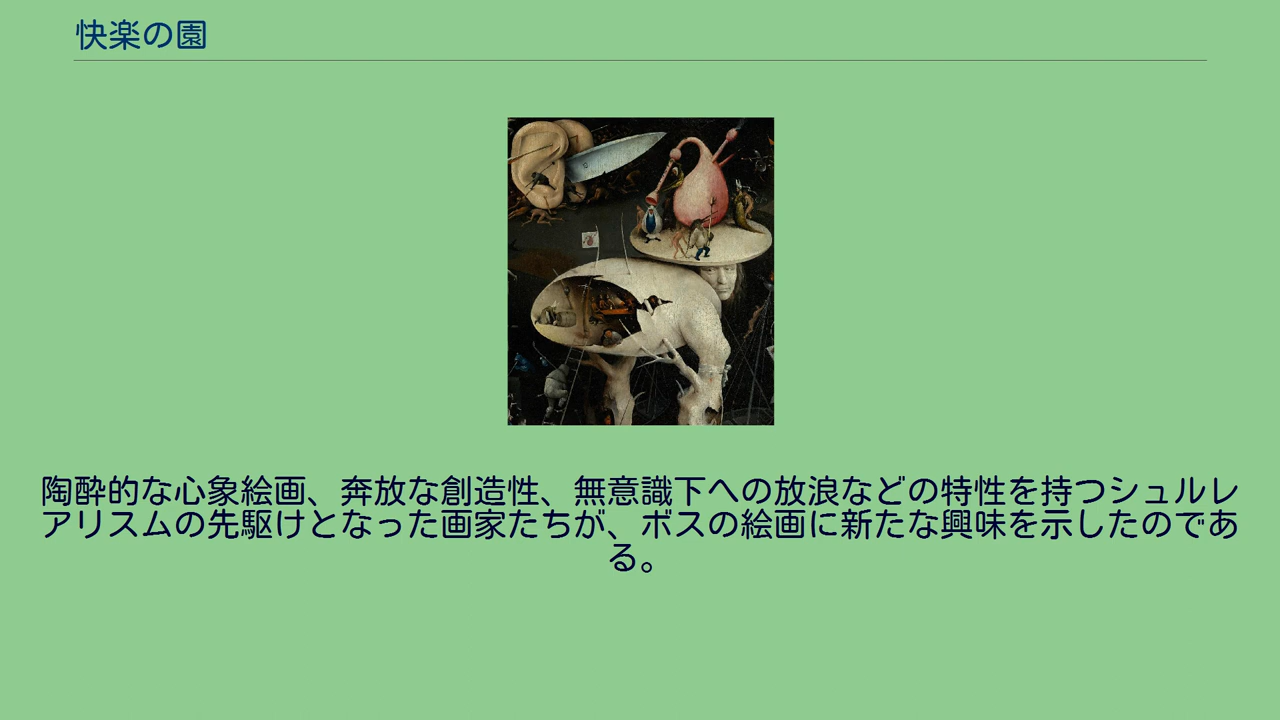 快楽の園
陶酔的な心象絵画、奔放な創造性、無意識下への放浪などの特性を持つシュルレ
アリスムの先駆けとなった画家たちが、ボスの絵画に新たな興味を示したのであ
る。